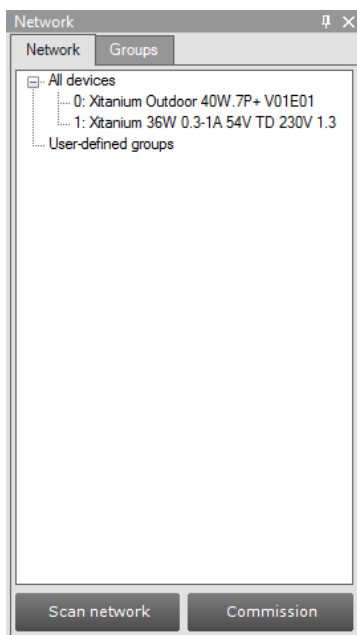 Network
Network Groups
All devices
0: Xitanium Outdoor 40W.7P+ V01E01
1: Xitanium 36W 0.3-1A 54V TD 230V 1.3
User-defined groups
Scan network Commission